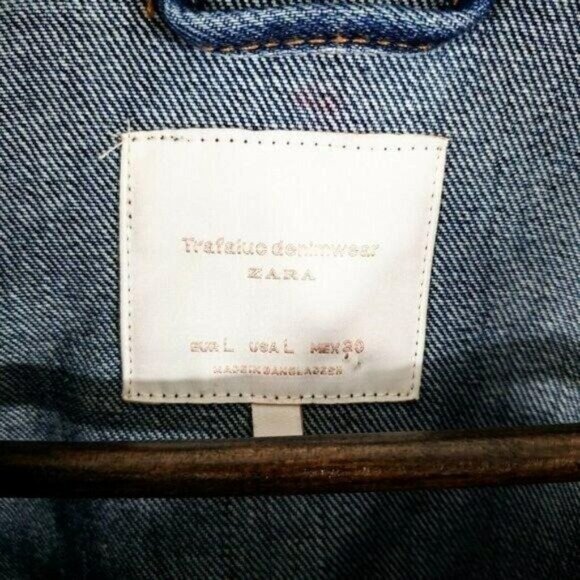 Trafaluc denimwear
ZARA
EUR L USA L MEX 30
MADE IN BANGLADESH